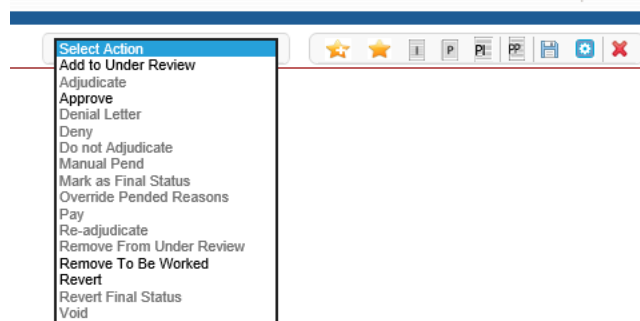 Select Action
I
P
PI
PP
Add to Under Review
Adjudicate
Approve
Denial Letter
Deny
Do not Adjudicate
Manual Pend
Mark as Final Status
Override Pended Reasons
Pay
Re-adjudicate
Remove From Under Review
Remove To Be Worked
Revert
Revert Final Status
Void